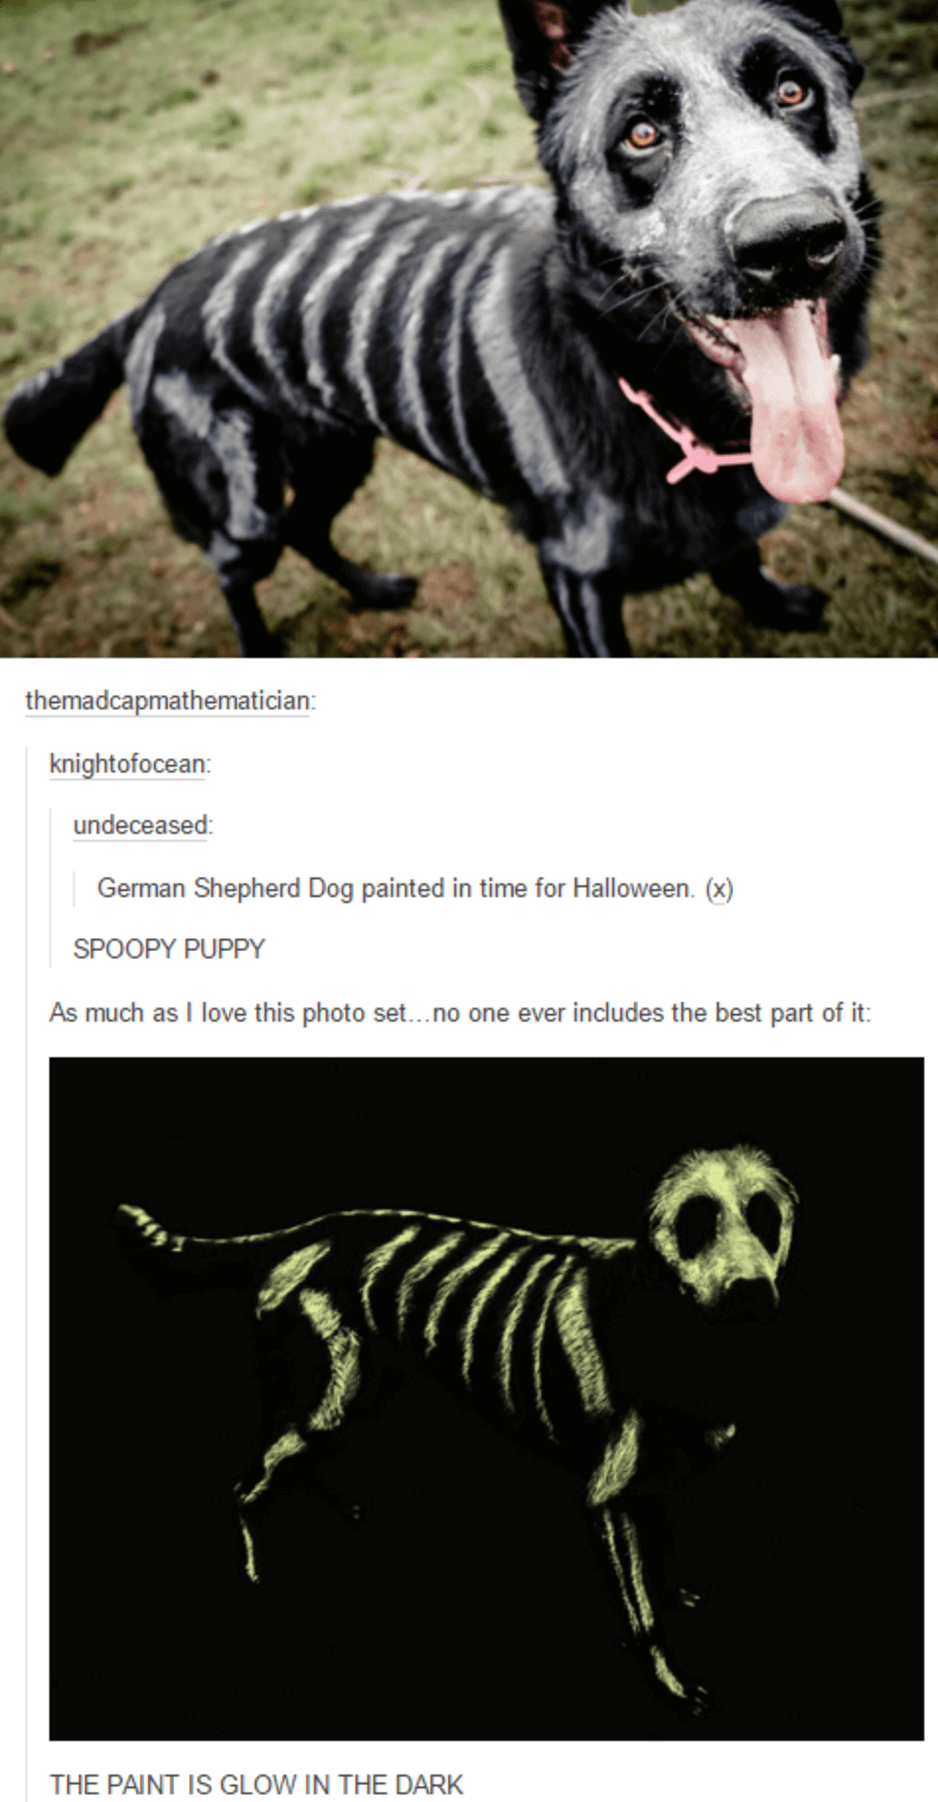 themadcapmathematician:
knightofocean:
undeceased:
German Shepherd Dog painted in time for Halloween. (x)
SPOOPY PUPPY
As much as I love this photo set...no one ever includes the best part of it:
THE PAINT IS GLOW IN THE DARK